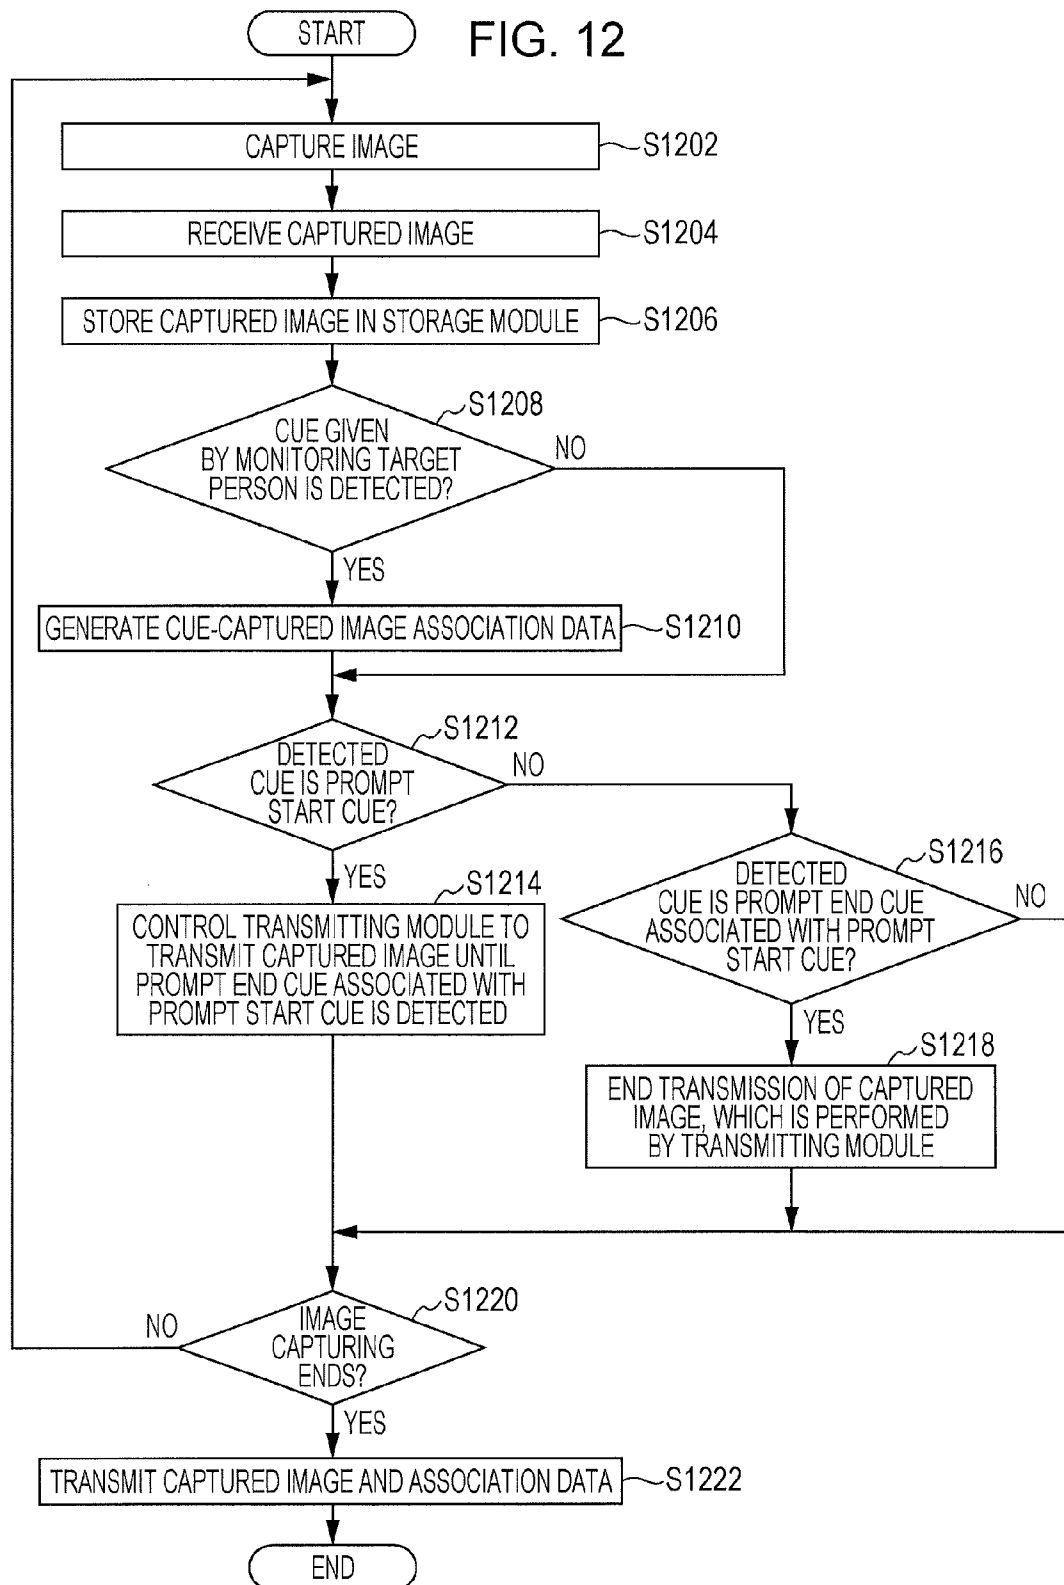 START
FIG. 12
CAPTURE IMAGE
S1202
RECEIVE CAPTURED IMAGE
S1204
STORE CAPTURED IMAGE IN STORAGE MODULE
S1206
S1208
CUE GIVEN
BY MONITORING TARGET
PERSON IS DETECTED?
NO
YES
GENERATE CUE-CAPTURED IMAGE ASSOCIATION DATA
S1210
S1212
DETECTED
CUE IS PROMPT
START CUE?
NO
YES
S1214
CONTROL TRANSMITTING MODULE TO
TRANSMIT CAPTURED IMAGE UNTIL
PROMPT END CUE ASSOCIATED WITH
PROMPT START CUE IS DETECTED
S1216
DETECTED
CUE IS PROMPT END CUE
ASSOCIATED WITH PROMPT
START CUE?
NO
YES
S1218
END TRANSMISSION OF CAPTURED
IMAGE, WHICH IS PERFORMED
BY TRANSMITTING MODULE
S1220
IMAGE
CAPTURING
ENDS?
NO
YES
TRANSMIT CAPTURED IMAGE AND ASSOCIATION DATA
S1222
END